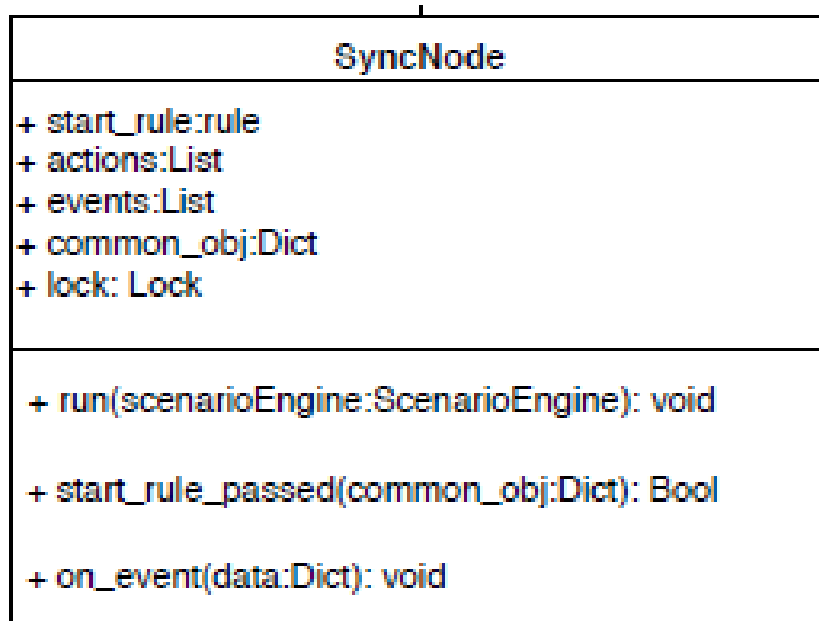 SyncNode
+ start_rule:rule
+ actions:List
+ events:List
+ common_obj:Dict
+ lock: Lock
+ run(scenarioEngine:ScenarioEngine): void
+ start_rule_passed(common_obj:Dict): Bool
+ on_event(data:Dict): void